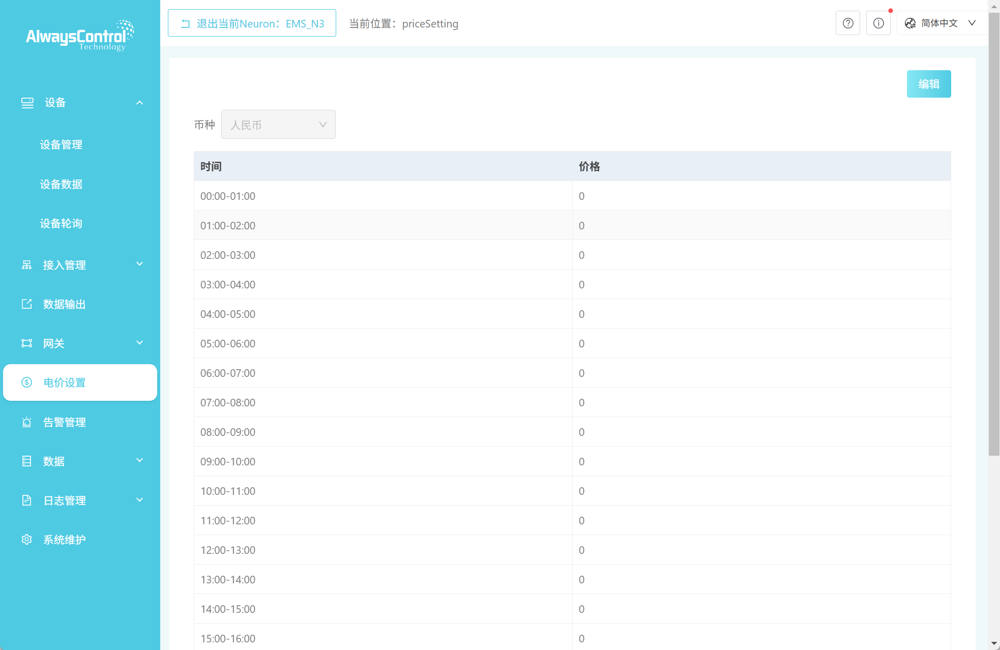 AlwaysControl
Technology
退出当前Neuron：EMS_N3
当前位置：priceSetting
简体中文
设备
设备管理
设备数据
设备轮询
接入管理
数据输出
网关
电价设置
告警管理
数据
日志管理
系统维护
编辑
币种
人民币
时间 价格
00:00-01:00 0
01:00-02:00 0
02:00-03:00 0
03:00-04:00 0
04:00-05:00 0
05:00-06:00 0
06:00-07:00 0
07:00-08:00 0
08:00-09:00 0
09:00-10:00 0
10:00-11:00 0
11:00-12:00 0
12:00-13:00 0
13:00-14:00 0
14:00-15:00 0
15:00-16:00 0